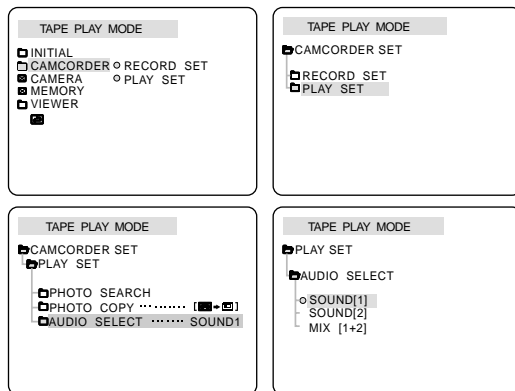 TAPE PLAY MODE
INITIAL
CAMCORDER RECORD SET
CAMERA PLAY SET
MEMORY
VIEWER
TAPE PLAY MODE
CAMCORDER SET
RECORD SET
PLAY SET
TAPE PLAY MODE
CAMCORDER SET
PLAY SET
PHOTO SEARCH
PHOTO COPY ········· [ ]
AUDIO SELECT ······ SOUND1
TAPE PLAY MODE
PLAY SET
AUDIO SELECT
SOUND[1]
SOUND[2]
MIX [1+2]